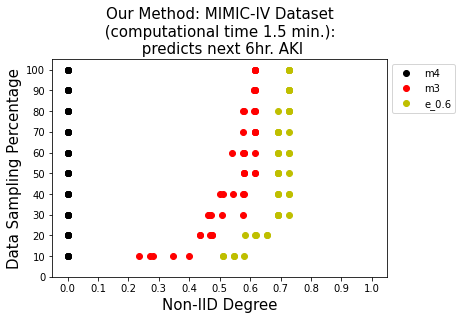 Our Method: MIMIC-IV Dataset
(computational time 1.5 min.):
predicts next 6hr. AKI
Data Sampling Percentage
100
90
80
70
60
50
40
30
20
10
0
0.0 0.1 0.2 0.3 0.4 0.5 0.6 0.7 0.8 0.9 1.0
Non-IID Degree
m4
m3
e_0.6